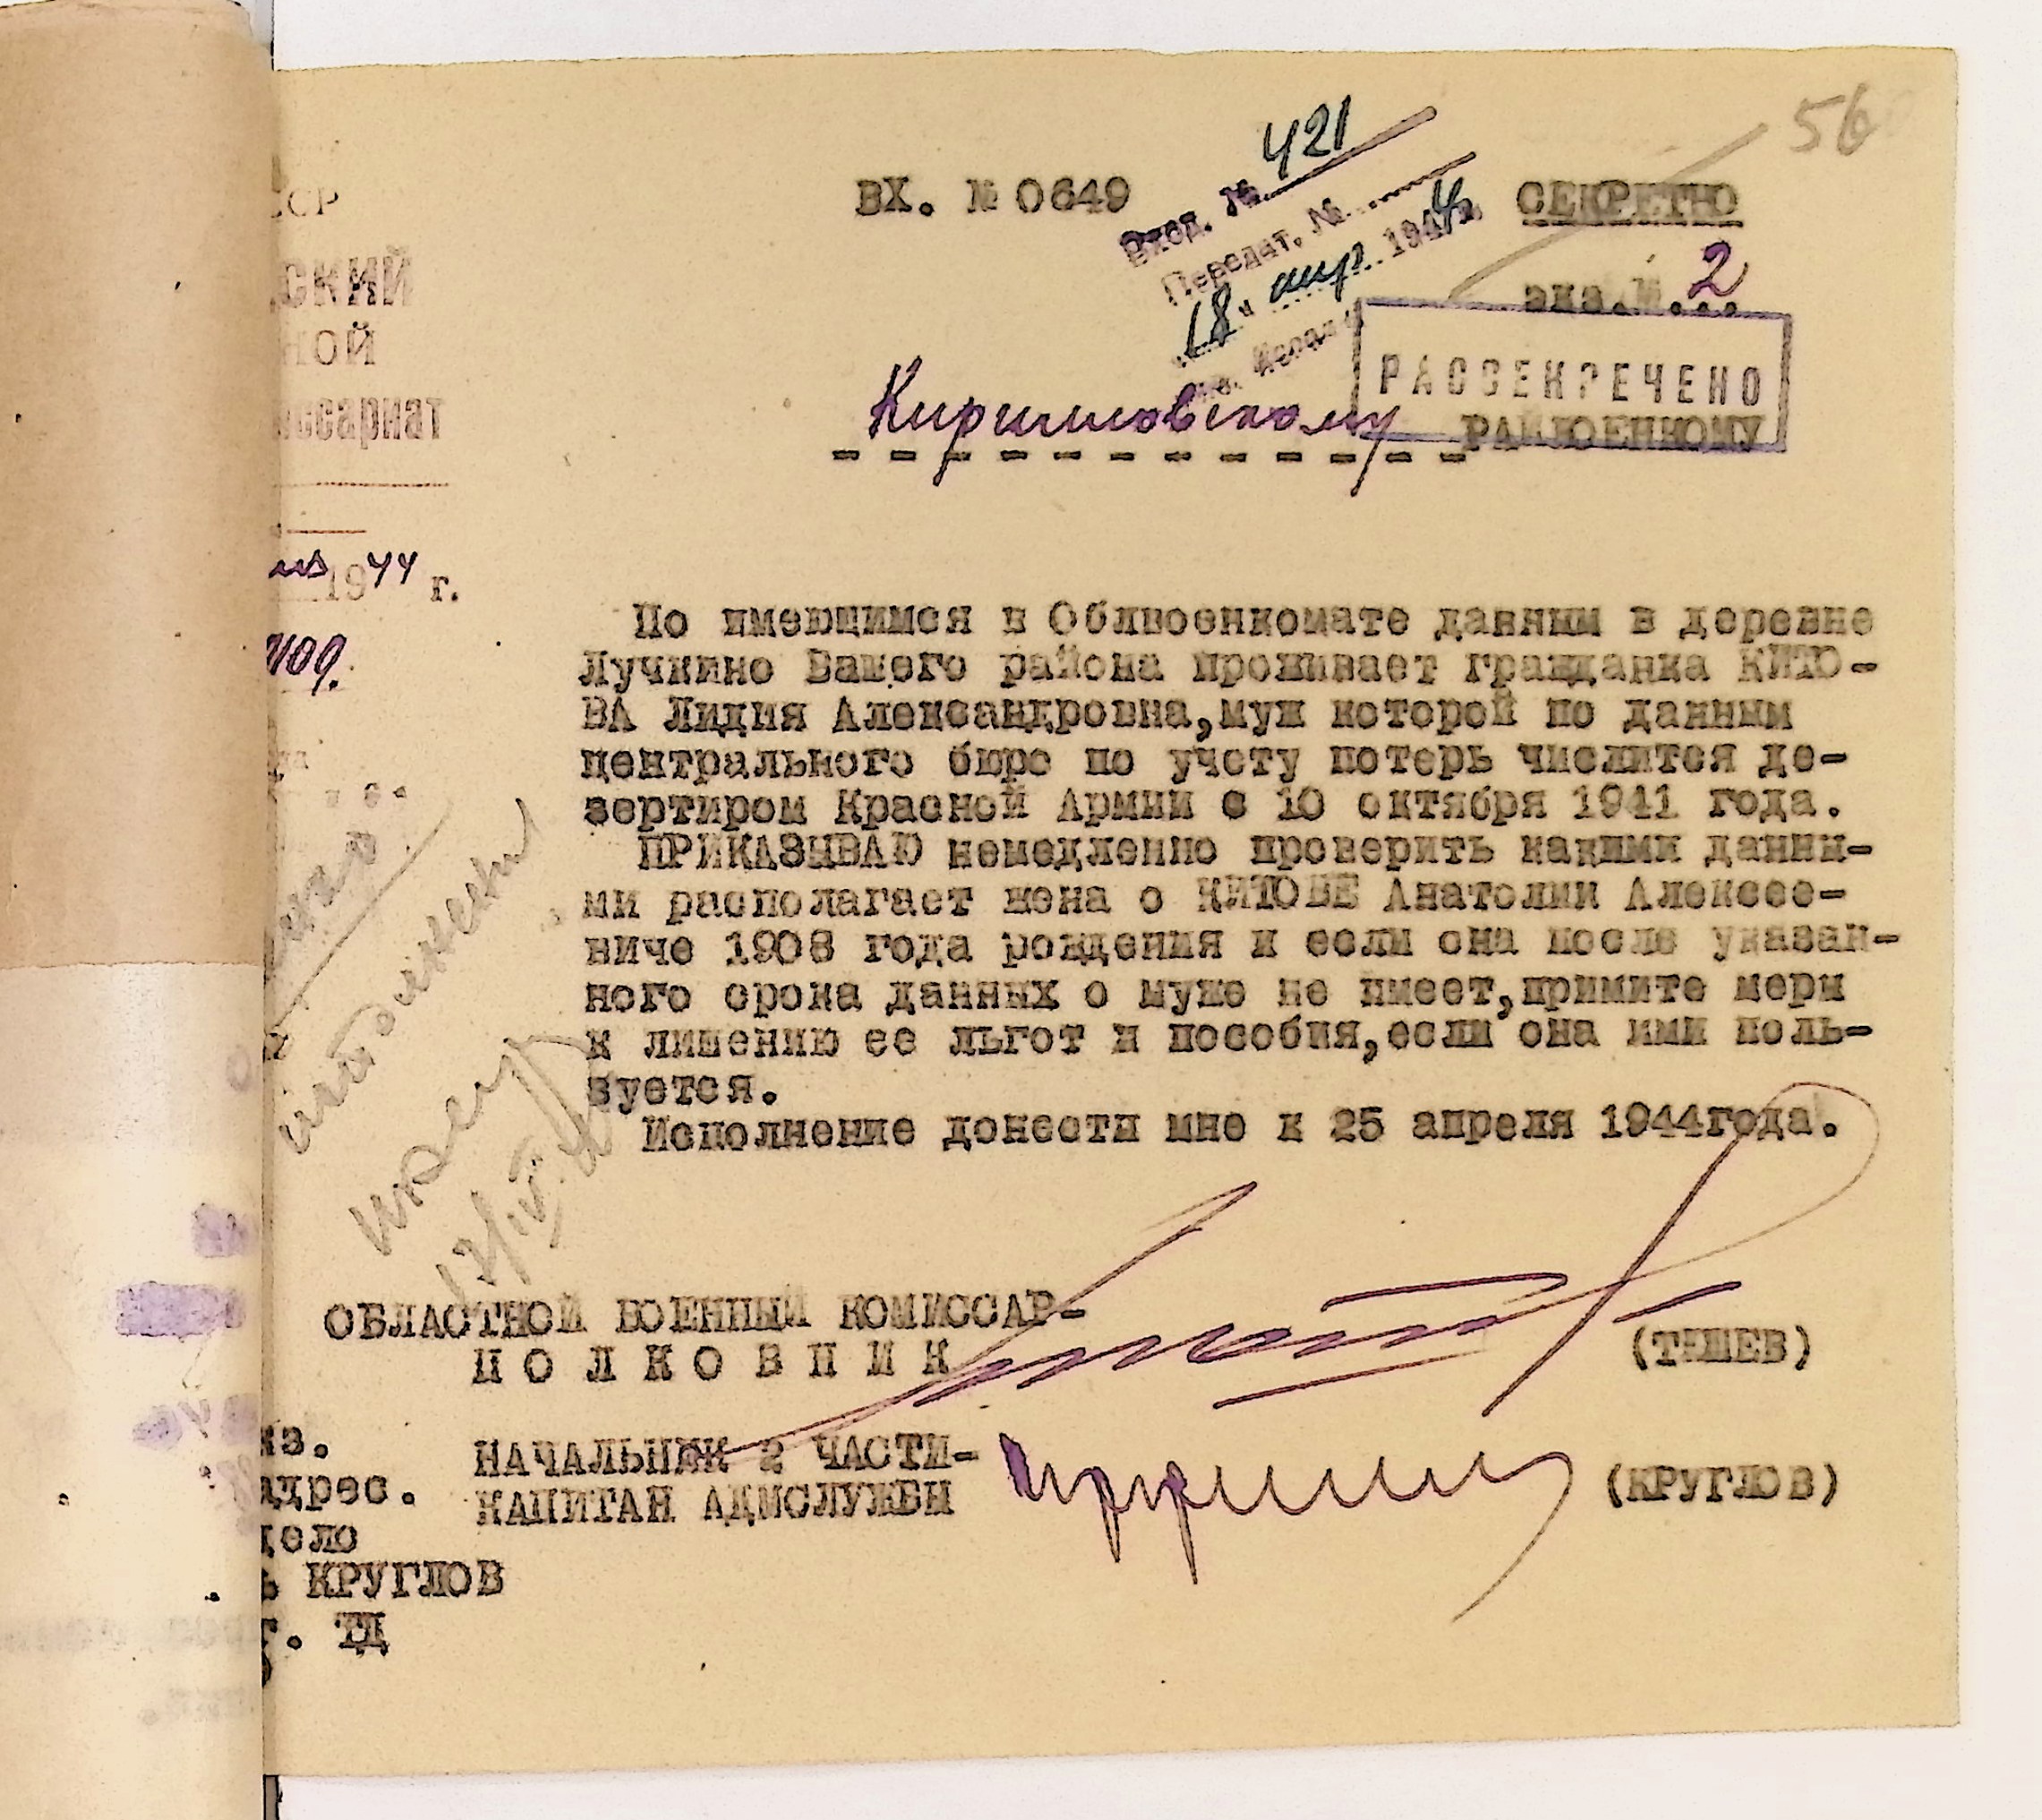 56
ВХ. № 0649
Вход. № 421
Передат. №
СЕКРЕТНО
18 " апр. 1944 г.
экз. № 2
РАССЕКРЕЧЕНО
Кирилловскому РАЙВОЕНКОМУ
ССР
СКИЙ
НОЙ
ссариат
1944 г.
По имеющимся в Облвоенкомате данным в деревне
Лучкино Вашего района проживает гражданка КИТО-
ВА Лидия Александровна, муж которой по данным
центрального бюро по учету потерь числится де-
зертиром Красной Армии с 10 октября 1941 года.
ПРИКАЗЫВАЮ немедленно проверить какими данны-
ми располагает жена о КИТОВЕ Анатолии Алексее-
виче 1908 года рождения и если она после указан-
ного срока данных о муже не имеет, примите меры
к лишению ее льгот и пособия, если она ими поль-
зуется.
Исполнение донести мне к 25 апреля 1944года.
ОБЛАСТНОЙ ВОЕННЫЙ КОМИССАР-
П О Л К О В Н И К
(ТИШЕВ)
НАЧАЛЬНИК 2 ЧАСТИ-
КАПИТАН АДМСЛУЖБЫ
(КРУГЛОВ)
кз.
адрес.
дело
ь КРУГЛОВ
г. ТД